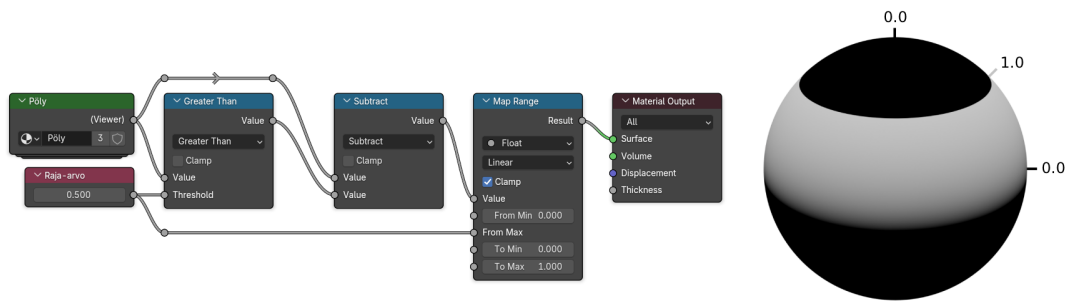 Pöly
(Viewer)
Pöly 3
Raja-arvo
0.500
Greater Than
Value
Greater Than
Clamp
Value
Threshold
Subtract
Value
Subtract
Clamp
Value
Value
Map Range
Result
Float
Linear
Clamp
Value
From Min 0.000
From Max
To Min 0.000
To Max 1.000
Material Output
All
Surface
Volume
Displacement
Thickness
0.0
1.0
0.0